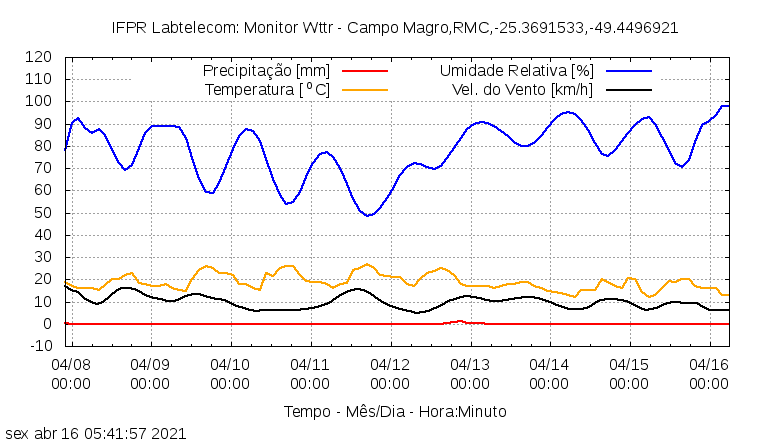 IFPR Labtelecom: Monitor Wttr - Campo Magro,RMC,-25.3691533,-49.4496921
120
110
100
90
80
70
60
50
40
30
20
10
0
-10
Precipitação [mm]
Temperatura [⁰C]
Umidade Relativa [%]
Vel. do Vento [km/h]
04/08 04/09 04/10 04/11 04/12 04/13 04/14 04/15 04/16
00:00 00:00 00:00 00:00 00:00 00:00 00:00 00:00 00:00
Tempo - Mês/Dia - Hora:Minuto
sex abr 16 05:41:57 2021